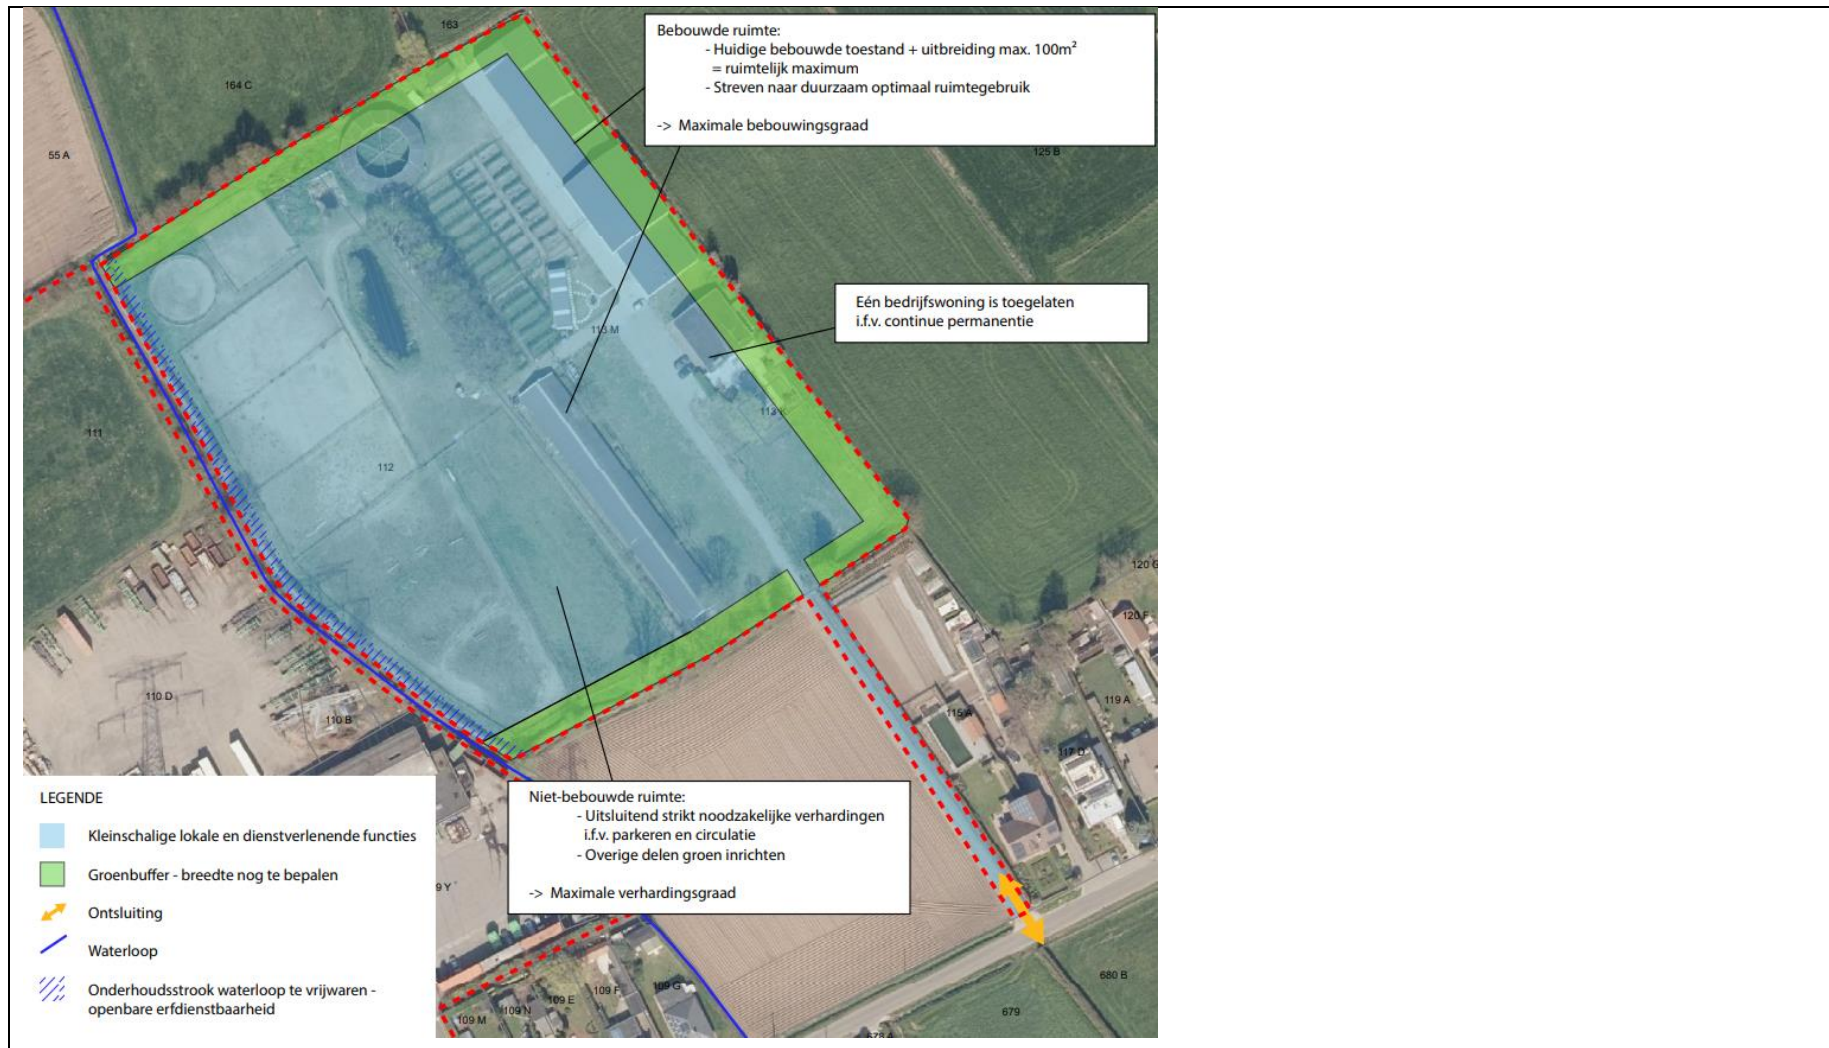 163
Bebouwde ruimte:
- Huidige bebouwde toestand + uitbreiding max. 100m²
= ruimtelijk maximum
- Streven naar duurzaam optimaal ruimtegebruik
-> Maximale bebouwingsgraad
164 C
55 A
125 B
Eén bedrijfswoning is toegelaten
i.f.v. continue permanentie
113 M
113 K
111
112
120 G
120 F
110 D
110 B
115 A
119 A
117 D
Niet-bebouwde ruimte:
- Uitsluitend strikt noodzakelijke verhardingen
i.f.v. parkeren en circulatie
- Overige delen groen inrichten
-> Maximale verhardingsgraad
9 Y
LEGENDE
Kleinschalige lokale en dienstverlenende functies
Groenbuffer - breedte nog te bepalen
Ontsluiting
Waterloop
Onderhoudsstrook waterloop te vrijwaren -
openbare erfdienstbaarheid
109 M
109 N
109 E
109 F
109 G
680 B
679
678 A